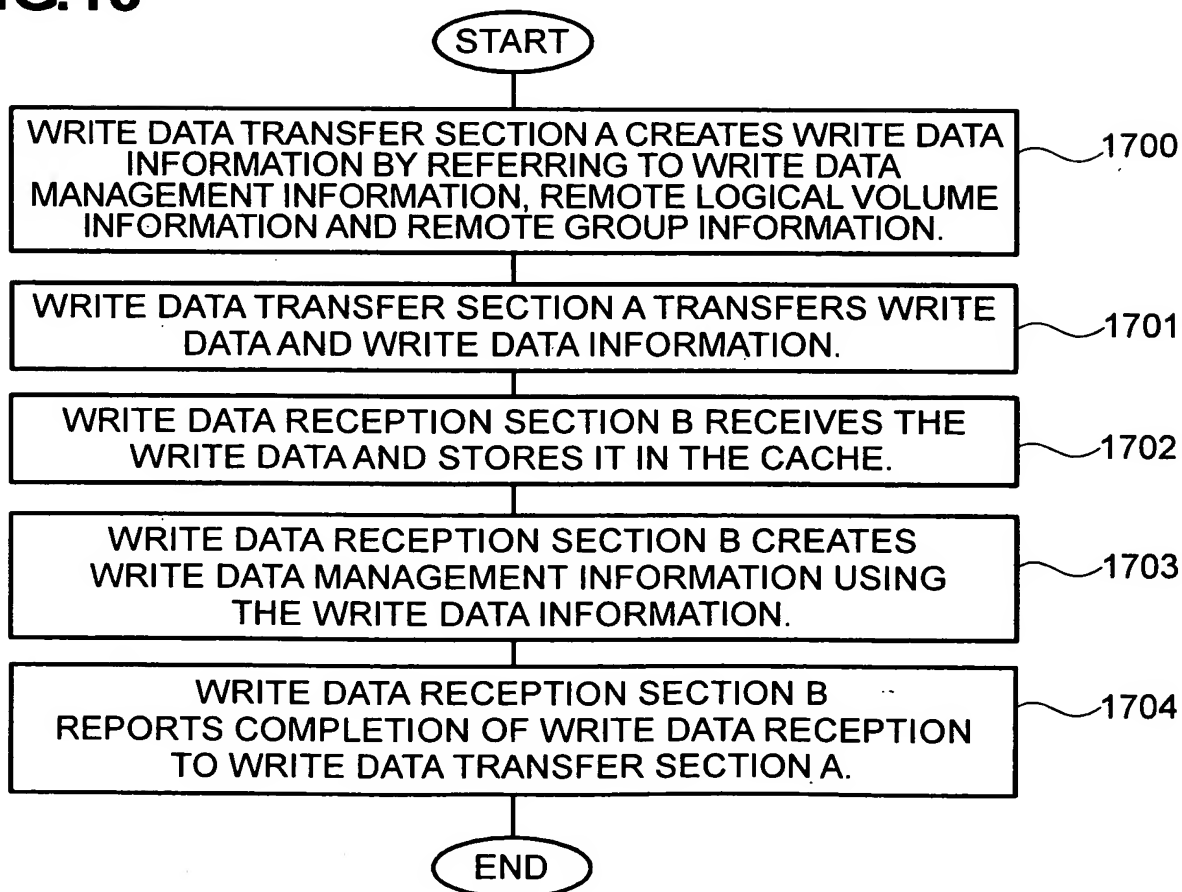 START
WRITE DATA TRANSFER SECTION A CREATES WRITE DATA
INFORMATION BY REFERRING TO WRITE DATA
MANAGEMENT INFORMATION, REMOTE LOGICAL VOLUME
INFORMATION AND REMOTE GROUP INFORMATION.
1700
WRITE DATA TRANSFER SECTION A TRANSFERS WRITE
DATA AND WRITE DATA INFORMATION.
1701
WRITE DATA RECEPTION SECTION B RECEIVES THE
WRITE DATA AND STORES IT IN THE CACHE.
1702
WRITE DATA RECEPTION SECTION B CREATES
WRITE DATA MANAGEMENT INFORMATION USING
THE WRITE DATA INFORMATION.
1703
WRITE DATA RECEPTION SECTION B
REPORTS COMPLETION OF WRITE DATA RECEPTION
TO WRITE DATA TRANSFER SECTION A.
1704
END